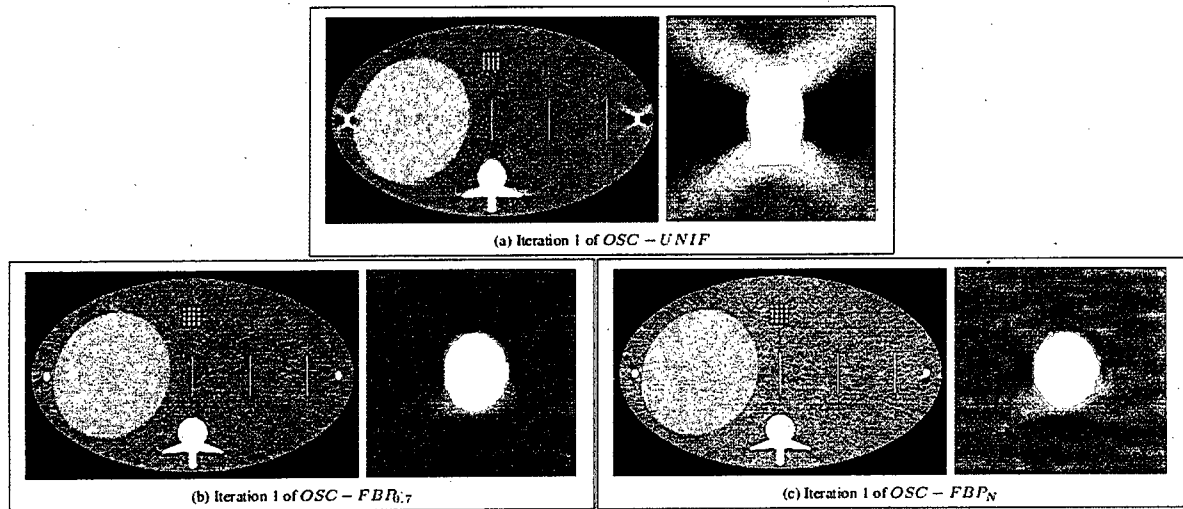 (a) Iteration 1 of OSC − UNIF
(b) Iteration 1 of OSC − FBP0.7
(c) Iteration 1 of OSC − FBPN